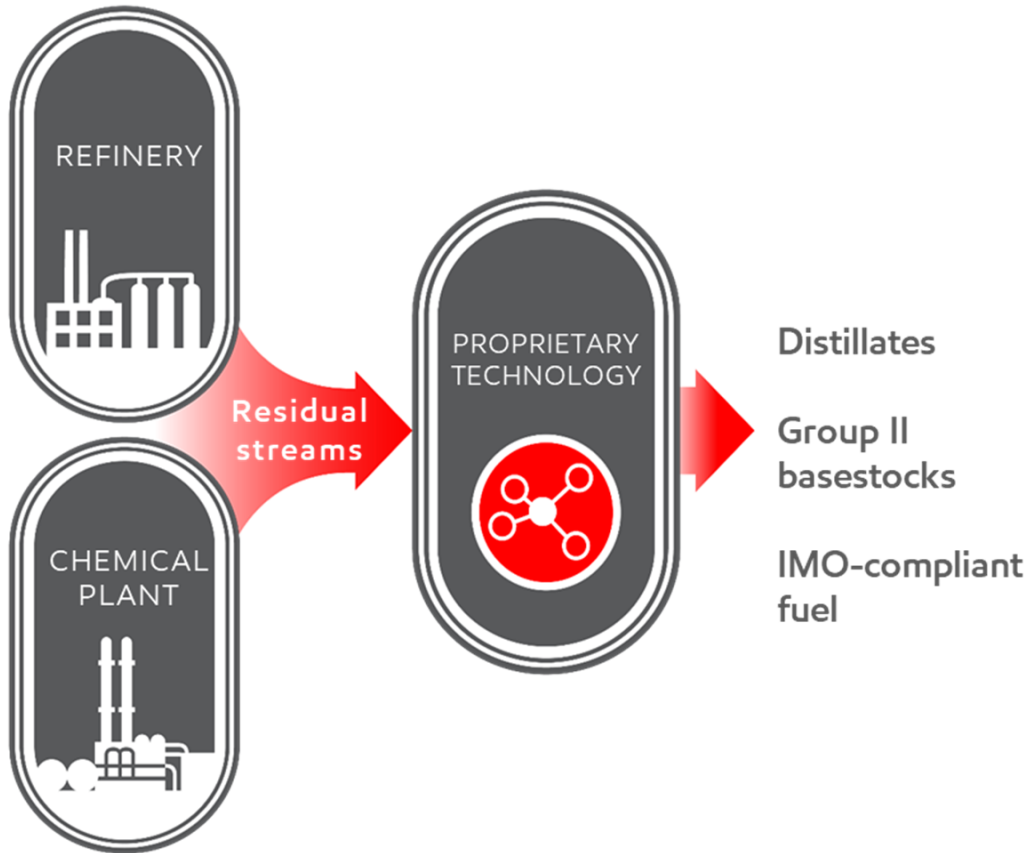 REFINERY
Residual
streams
CHEMICAL
PLANT
PROPRIETARY
TECHNOLOGY
Distillates
Group II
basestocks
IMO-compliant
fuel